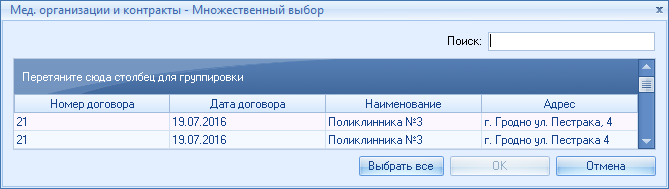 Мед. организации и контракты - Множественный выбор
Поиск:
Перетяните сюда столбец для группировки
Номер договора Дата договора Наименование Адрес
21 19.07.2016 Поликлинника №3 г. Гродно ул. Пестрака, 4
21 19.07.2016 Поликлинника №3 г. Гродно ул. Пестрака 4
Выбрать все OK Отмена